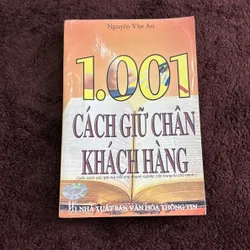 Nguyễn Văn An
1.001
CÁCH GIỮ CHÂN
KHÁCH HÀNG
NHÀ XUẤT BẢN VĂN HÓA THÔNG TIN